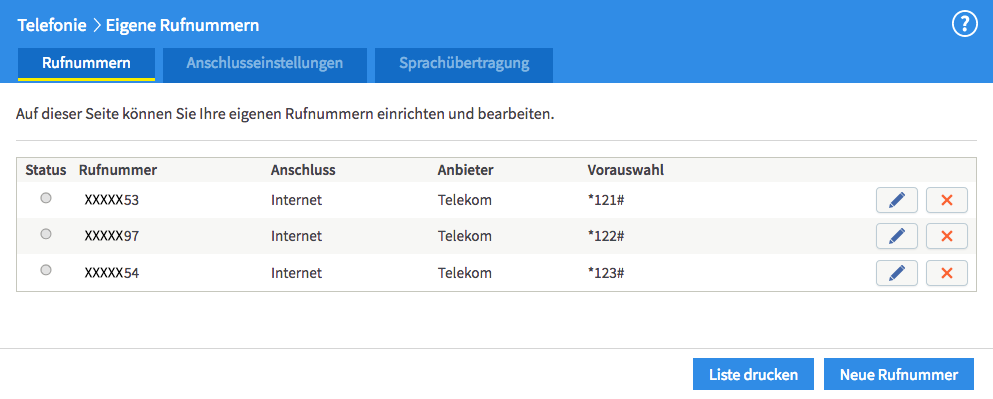 Telefonie > Eigene Rufnummern
?
Rufnummern Anschlusseinstellungen Sprachübertragung
Auf dieser Seite können Sie Ihre eigenen Rufnummern einrichten und bearbeiten.
Status Rufnummer Anschluss Anbieter Vorauswahl
XXXXX53 Internet Telekom *121#
XXXXX97 Internet Telekom *122#
XXXXX54 Internet Telekom *123#
Liste drucken Neue Rufnummer